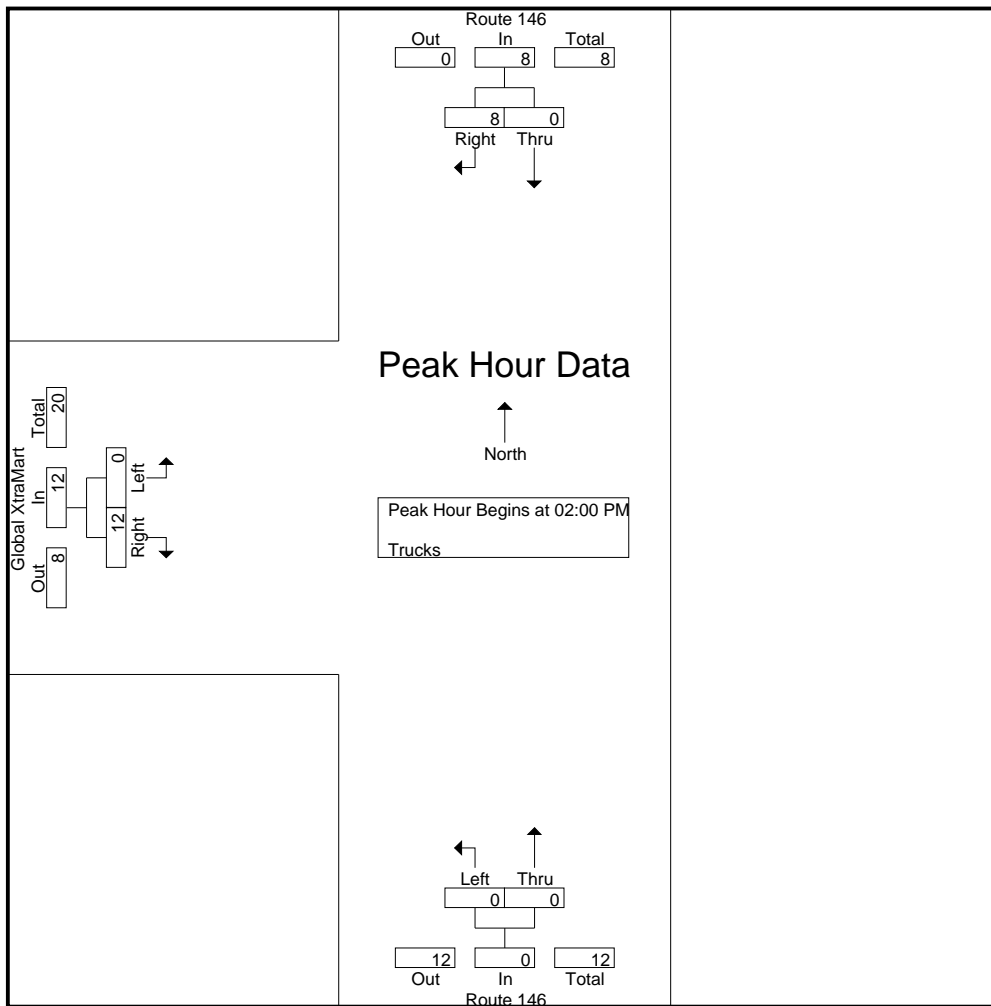 Route 146
Out In Total
0 8 8
8 0
Right Thru
Peak Hour Data
North
Peak Hour Begins at 02:00 PM
Trucks
Global XtraMart
Out In Total
8 12 20
12 0
Right Left
Left Thru
0 0
12 0 12
Out In Total
Route 146